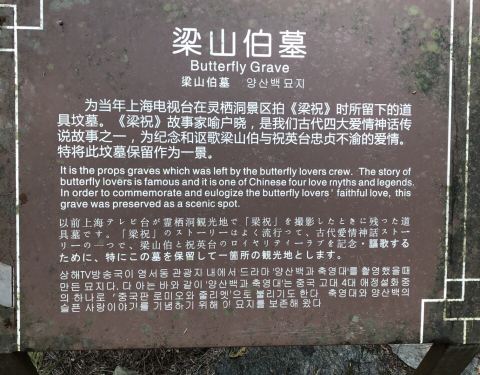 梁山伯墓
Butterfly Grave
梁山伯墓 양산백묘지
为当年上海电视台在灵栖洞景区拍《梁祝》时所留下的道
具坟墓。《梁祝》故事家喻户晓，是我们古代四大爱情神话传
说故事之一，为纪念和讴歌梁山伯与祝英台忠贞不渝的爱情。
特将此坟墓保留作为一景。
It is the props graves which was left by the butterfly lovers crew. The story of
butterfly lovers is famous and it is one of Chinese four love myths and legends.
In order to commemorate and eulogize the butterfly lovers' faithful love, this
grave was preserved as a scenic spot.
以前上海テレビ台が霊栖洞観光地で「梁祝」を撮影したときに残った道
具墓です。「梁祝」のストーリーはよく流行って、古代愛情神話ストー
リーの一つで、梁山伯と祝英台のロイヤリティーラブを記念・謳歌する
ために、特にこの墓を保留して一箇所の観光地とします。
상해TV방송국이 영서동 관광지 내에서 드라마 '양산백과 축영대'를 촬영했을때
만든 묘지다. 다 아는 바와 같이 '양산백과 축영대'는 중국 고대 4대 애정설화중
의 하나로 '중국판 로미오와 줄리엣'으로 불리기도 한다. 축영대와 양산백의
슬픈 사랑이야기를 기념하기 위해 이 묘지를 보존해 왔다